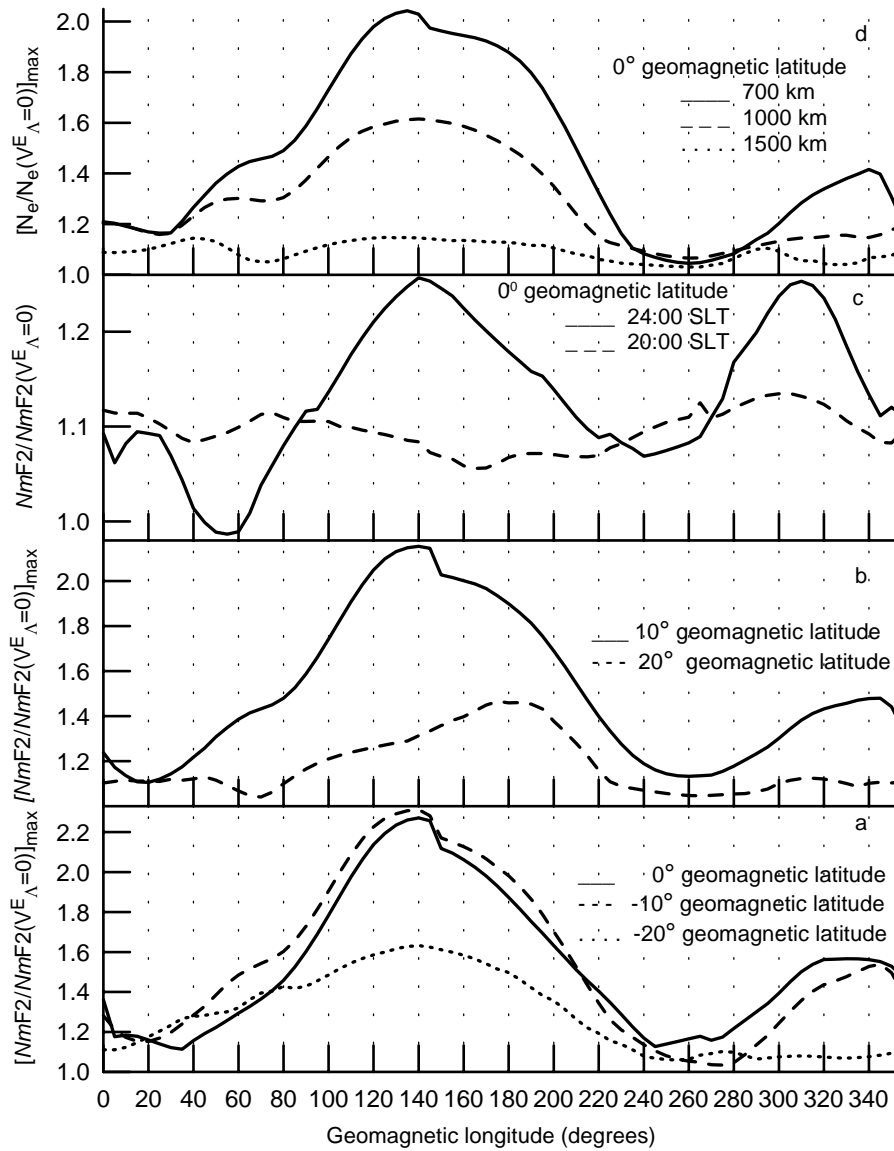 [Ne/Ne(VᴱΛ=0)]max
2.0
1.8
1.6
1.4
1.2
1.0
d
0° geomagnetic latitude
____ 700 km
_ _ _ 1000 km
...... 1500 km
NmF2/NmF2(VᴱΛ=0)
1.2
1.1
1.0
c
0⁰ geomagnetic latitude
____ 24:00 SLT
_ _ _ 20:00 SLT
[NmF2/NmF2(VᴱΛ=0)]max
2.0
1.8
1.6
1.4
1.2
b
___ 10° geomagnetic latitude
- - - 20° geomagnetic latitude
[NmF2/NmF2(VᴱΛ=0)]max
2.2
2.0
1.8
1.6
1.4
1.2
1.0
a
___ 0° geomagnetic latitude
- - - -10° geomagnetic latitude
..... -20° geomagnetic latitude
0 20 40 60 80 100 120 140 160 180 200 220 240 260 280 300 320 340
Geomagnetic longitude (degrees)